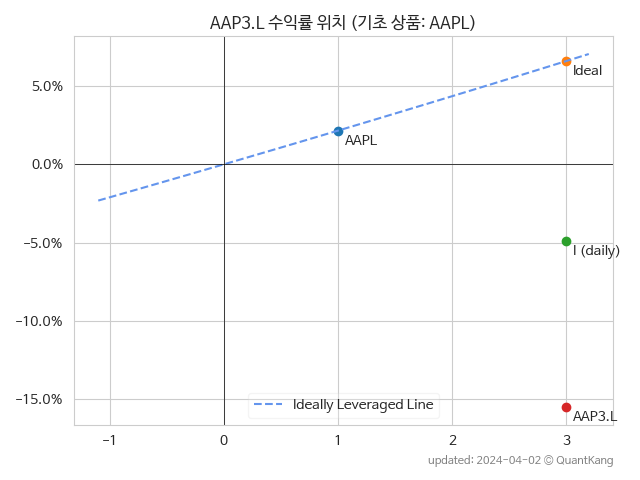 AAP3.L 수익률 위치 (기초 상품: AAPL)
5.0%
0.0%
−5.0%
−10.0%
−15.0%
Ideal
AAPL
I (daily)
AAP3.L
Ideally Leveraged Line
−1
0
1
2
3
updated: 2024-04-02 © QuantKang